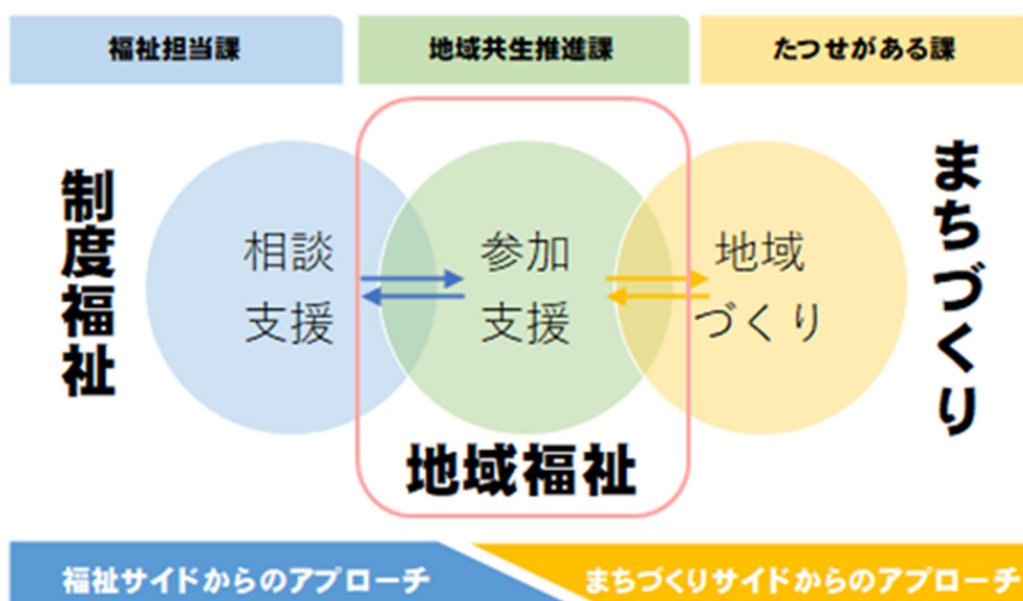 福祉担当課
地域共生推進課
たつせがある課
制度福祉
相談
支援
参加
支援
地域
づくり
まちづくり
地域福祉
福祉サイドからのアプローチ
まちづくりサイドからのアプローチ